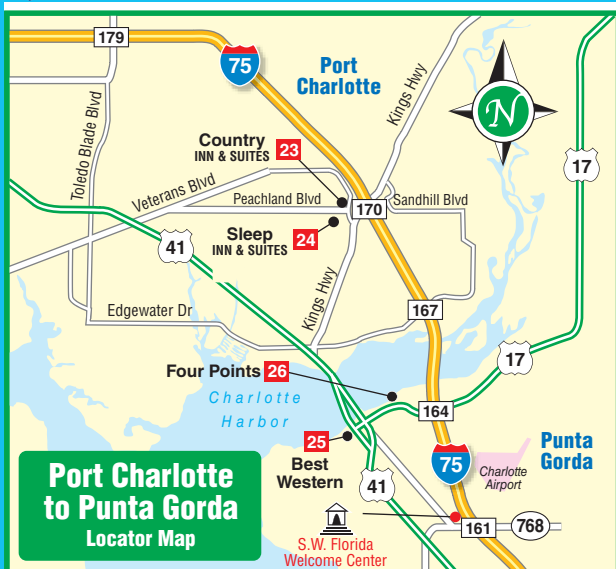 179
75
Port
Charlotte
Kings Hwy
N
17
Toledo Blade Blvd
Country
INN & SUITES
23
Veterans Blvd
Peachland Blvd
170
Sandhill Blvd
41
Sleep
INN & SUITES
24
Kings Hwy
Edgewater Dr
167
17
Four Points
26
Charlotte
Harbor
164
25
Best
Western
75
Punta
Gorda
Charlotte
Airport
41
Port Charlotte
to Punta Gorda
Locator Map
161
768
S.W. Florida
Welcome Center